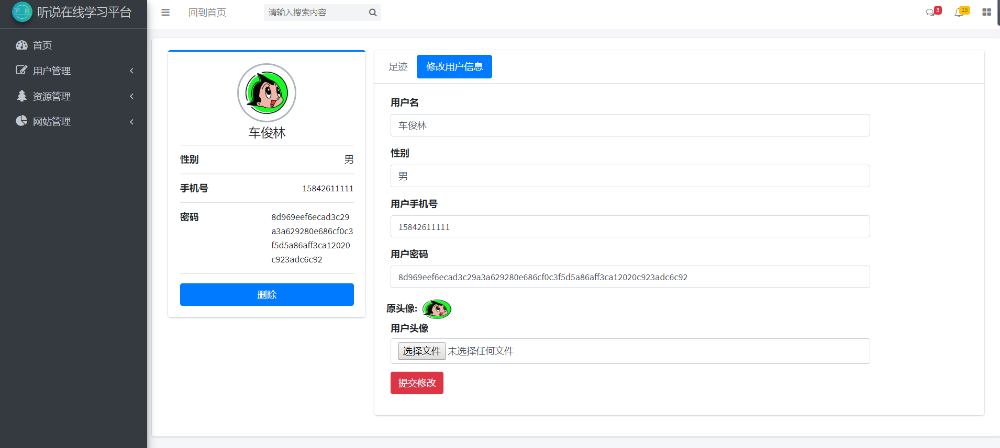 听说在线学习平台
首页
用户管理
资源管理
网站管理
回到首页
请输入搜索内容
3
15
车俊林
性别 男
手机号 15842611111
密码 8d969eef6ecad3c29
a3a629280e686cf0c3
f5d5a86aff3ca12020
c923adc6c92
删除
足迹 修改用户信息
用户名
车俊林
性别
男
用户手机号
15842611111
用户密码
8d969eef6ecad3c29a3a629280e686cf0c3f5d5a86aff3ca12020c923adc6c92
原头像:
用户头像
选择文件 未选择任何文件
提交修改